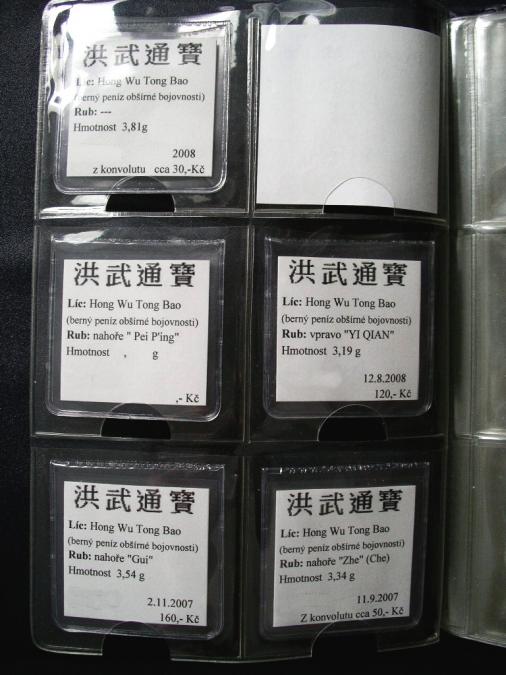 洪武通寶
Líc: Hong Wu Tong Bao
(berný peníz obšírné bojovnosti)
Rub: ---
Hmotnost 3,81g
2008
z konvolutu cca 30,-Kč
洪武通寶
Líc: Hong Wu Tong Bao
(berný peníz obšírné bojovnosti)
Rub: nahoře " Pei P'ing"
Hmotnost , g
,- Kč
洪武通寶
Líc: Hong Wu Tong Bao
(berný peníz obšírné bojovnosti)
Rub: vpravo "YI QIAN"
Hmotnost 3,19 g
12.8.2008
120,- Kč
洪武通寶
Líc: Hong Wu Tong Bao
(berný peníz obšírné bojovnosti)
Rub: nahoře "Gui"
Hmotnost 3,54 g
2.11.2007
160,- Kč
洪武通寶
Líc: Hong Wu Tong Bao
(berný peníz obšírné bojovnosti)
Rub: nahoře "Zhe" (Che)
Hmotnost 3,34 g
11.9.2007
Z konvolutu cca 50,- Kč